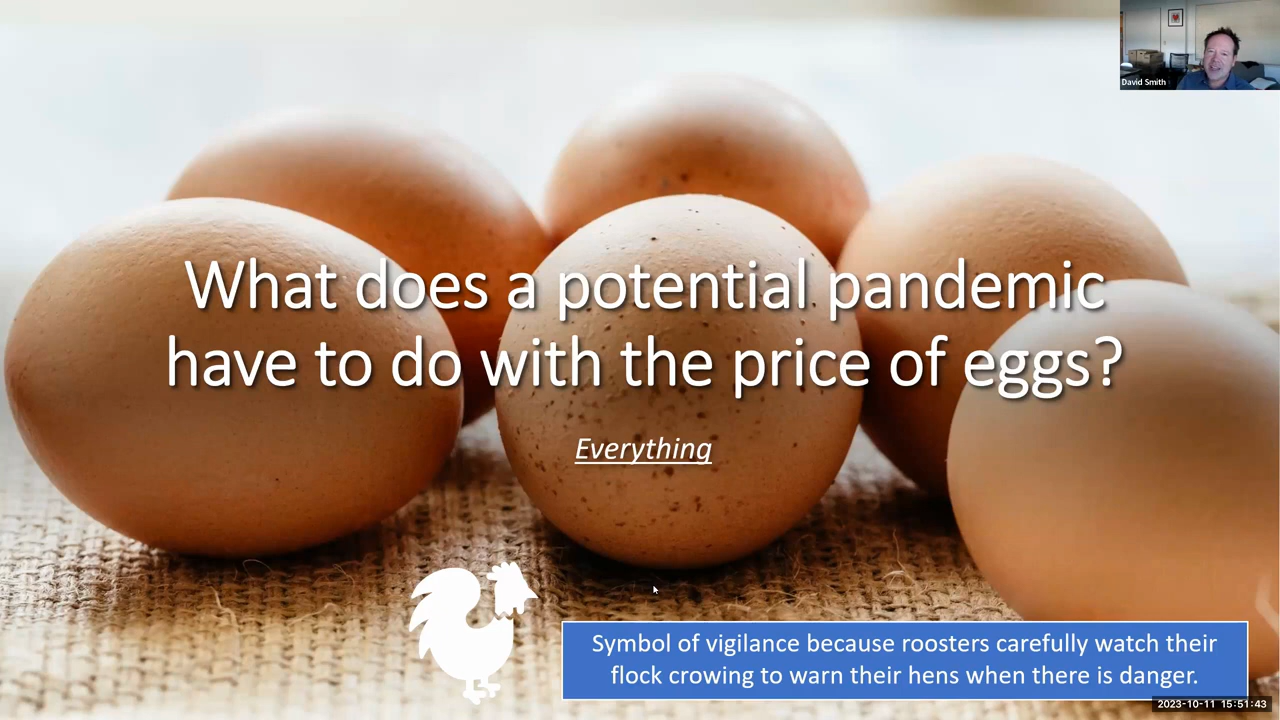 David Smith
What does a potential pandemic
have to do with the price of eggs?
Everything
Symbol of vigilance because roosters carefully watch their
flock crowing to warn their hens when there is danger.
2023-10-11 15:51:43